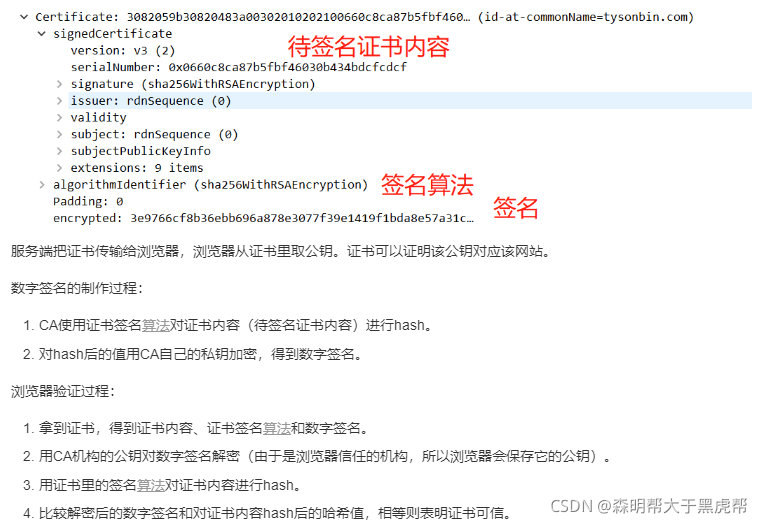 Certificate: 3082059b30820483a00302010202100660c8ca87b5fbf460… (id-at-commonName=tysonbin.com)
signedCertificate
version: v3 (2)
待签名证书内容
serialNumber: 0x0660c8ca87b5fbf46030b434bdcfcdcf
signature (sha256WithRSAEncryption)
issuer: rdnSequence (0)
validity
subject: rdnSequence (0)
subjectPublicKeyInfo
extensions: 9 items
algorithmIdentifier (sha256WithRSAEncryption) 签名算法
Padding: 0
encrypted: 3e9766cf8b36ebb696a878e3077f39e1419f1bda8e57a31c… 签名
服务端把证书传输给浏览器，浏览器从证书里取公钥。证书可以证明该公钥对应该网站。
数字签名的制作过程：
1. CA使用证书签名算法对证书内容（待签名证书内容）进行hash。
2. 对hash后的值用CA自己的私钥加密，得到数字签名。
浏览器验证过程：
1. 拿到证书，得到证书内容、证书签名算法和数字签名。
2. 用CA机构的公钥对数字签名解密（由于是浏览器信任的机构，所以浏览器会保存它的公钥）。
3. 用证书里的签名算法对证书内容进行hash。
4. 比较解密后的数字签名和对证书内容hash后的哈希值，相等则表明证书可信。
CSDN @森明帮大于黑虎帮